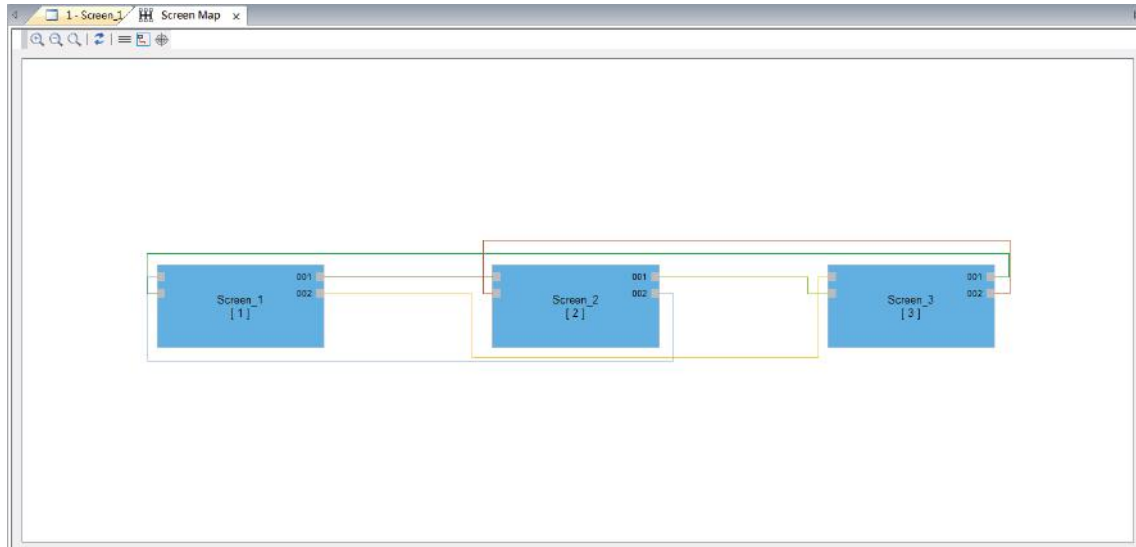 1 - Screen_1
Screen Map
001
002
Screen_1
[ 1 ]
001
002
Screen_2
[ 2 ]
001
002
Screen_3
[ 3 ]